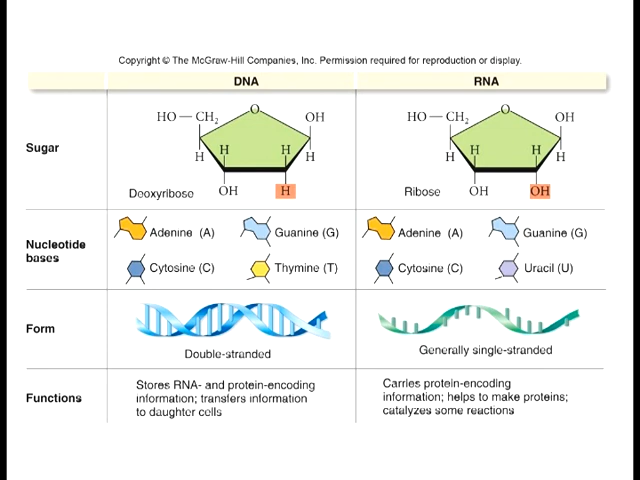 Copyright © The McGraw-Hill Companies, Inc. Permission required for reproduction or display.
DNA RNA
Sugar
HO — CH2 O OH
H H H H
OH H
Deoxyribose
HO — CH2 O OH
H H H H
OH OH
Ribose
Nucleotide
bases
Adenine (A) Guanine (G)
Cytosine (C) Thymine (T)
Adenine (A) Guanine (G)
Cytosine (C) Uracil (U)
Form
Double-stranded
Generally single-stranded
Functions
Stores RNA- and protein-encoding
information; transfers information
to daughter cells
Carries protein-encoding
information; helps to make proteins;
catalyzes some reactions